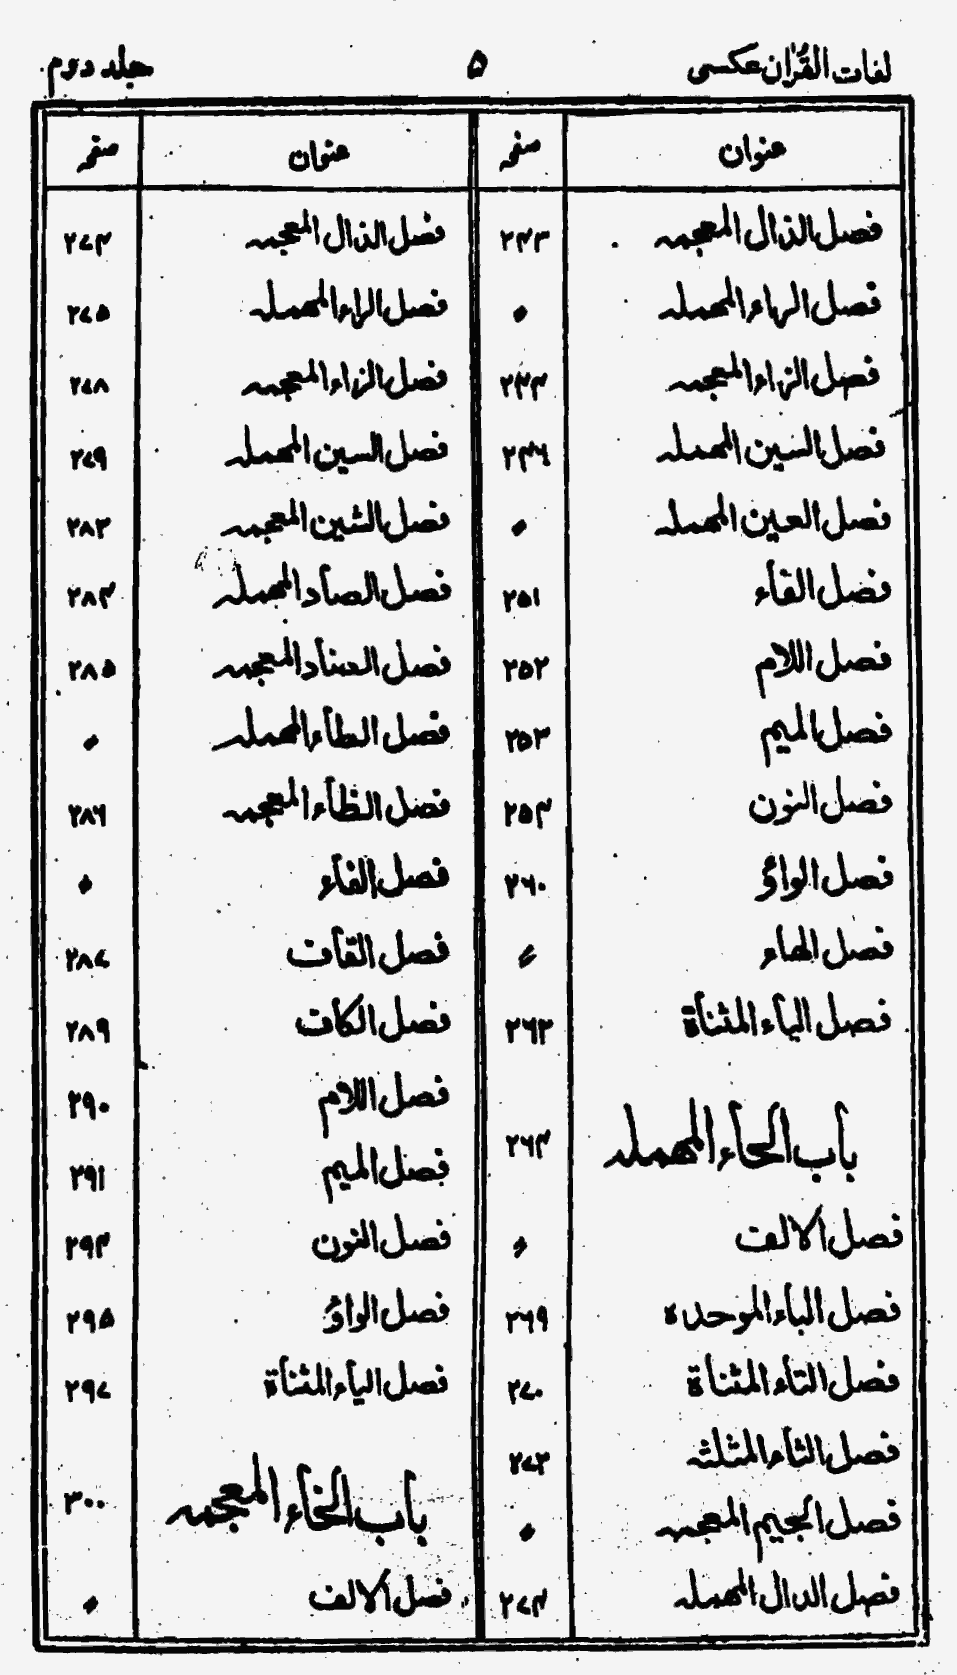 لغات القرآن عکسی ۵ جلد دوم
عنوان صفحہ
فصل الذال المعجمہ ۲۴۳
فصل الراء المہملہ 〃
فصل الزاء المعجمہ ۲۴۴
فصل السین المہملہ ۲۴۶
فصل العین المہملہ 〃
فصل الفاء ۲۵۱
فصل اللام ۲۵۲
فصل المیم ۲۵۳
فصل النون ۲۵۴
فصل الواؤ ۲۶۰
فصل الھاء 〃
فصل الیاء المثناۃ ۲۶۳
باب الحاء المہملہ ۲۶۴
فصل الالف 〃
فصل الباء الموحدہ ۲۶۹
فصل التاء المثناۃ ۲۷۰
فصل الثاء المثلثہ ۲۷۳
فصل الجیم المعجمہ 〃
فصل الدال المہملہ ۲۷۴
عنوان صفحہ
فصل الذال المعجمہ ۲۷۴
فصل الراء المہملہ ۲۷۵
فصل الزاء المعجمہ ۲۷۸
فصل السین المہملہ ۲۷۹
فصل الشین المعجمہ ۲۸۳
فصل الصاد المہملہ ۲۸۴
فصل الضاد المعجمہ ۲۸۵
فصل الطاء المہملہ 〃
فصل الظاء المعجمہ ۲۸۶
فصل الفاء 〃
فصل القاف ۲۸۷
فصل الکاف ۲۸۹
فصل اللام ۲۹۰
فصل المیم ۲۹۱
فصل النون ۲۹۴
فصل الواؤ ۲۹۵
فصل الیاء المثناۃ ۲۹۷
باب الخاء المعجمہ ۳۰۰
فصل الالف 〃